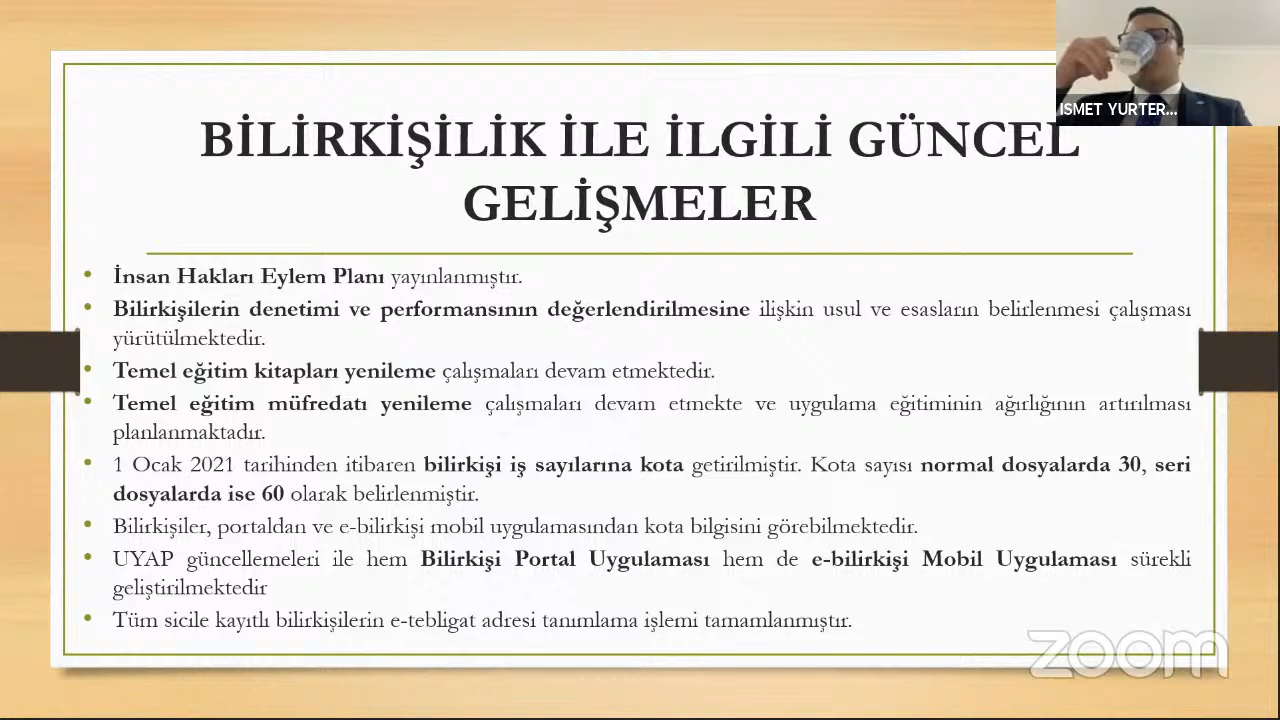 BİLİRKİŞİLİK İLE İLGİLİ GÜNCEL
GELİŞMELER
ISMET YURTER...
• İnsan Hakları Eylem Planı yayınlanmıştır.
• Bilirkişilerin denetimi ve performansının değerlendirilmesine ilişkin usul ve esasların belirlenmesi çalışması
yürütülmektedir.
• Temel eğitim kitapları yenileme çalışmaları devam etmektedir.
• Temel eğitim müfredatı yenileme çalışmaları devam etmekte ve uygulama eğitiminin ağırlığının artırılması
planlanmaktadır.
• 1 Ocak 2021 tarihinden itibaren bilirkişi iş sayılarına kota getirilmiştir. Kota sayısı normal dosyalarda 30, seri
dosyalarda ise 60 olarak belirlenmiştir.
• Bilirkişiler, portaldan ve e-bilirkişi mobil uygulamasından kota bilgisini görebilmektedir.
• UYAP güncellemeleri ile hem Bilirkişi Portal Uygulaması hem de e-bilirkişi Mobil Uygulaması sürekli
geliştirilmektedir
• Tüm sicile kayıtlı bilirkişilerin e-tebligat adresi tanımlama işlemi tamamlanmıştır.
zoom